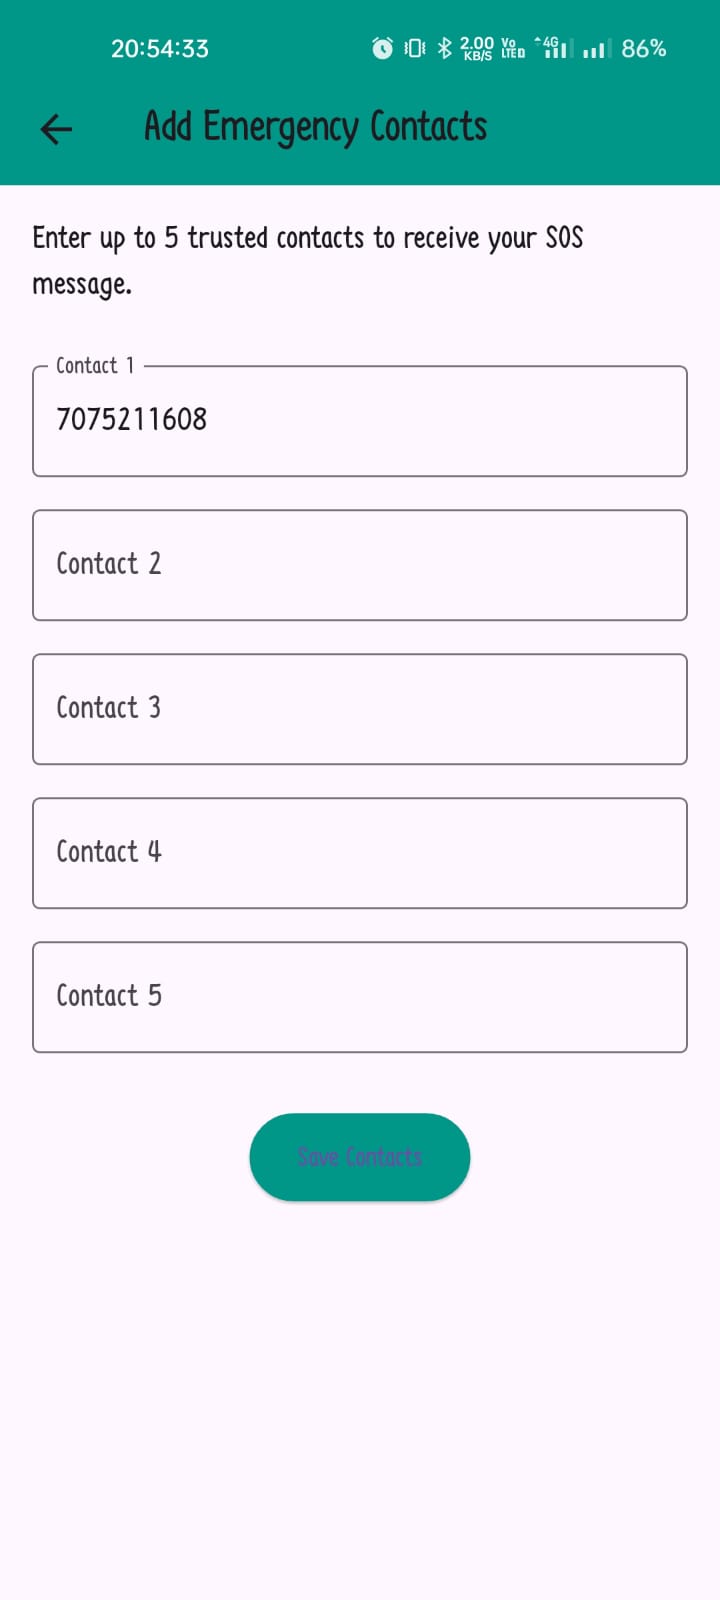 20:54:33 2.00 KB/S Vo LTE 4G 86%
Add Emergency Contacts
Enter up to 5 trusted contacts to receive your SOS
message.
Contact 1
7075211608
Contact 2
Contact 3
Contact 4
Contact 5
Save Contacts